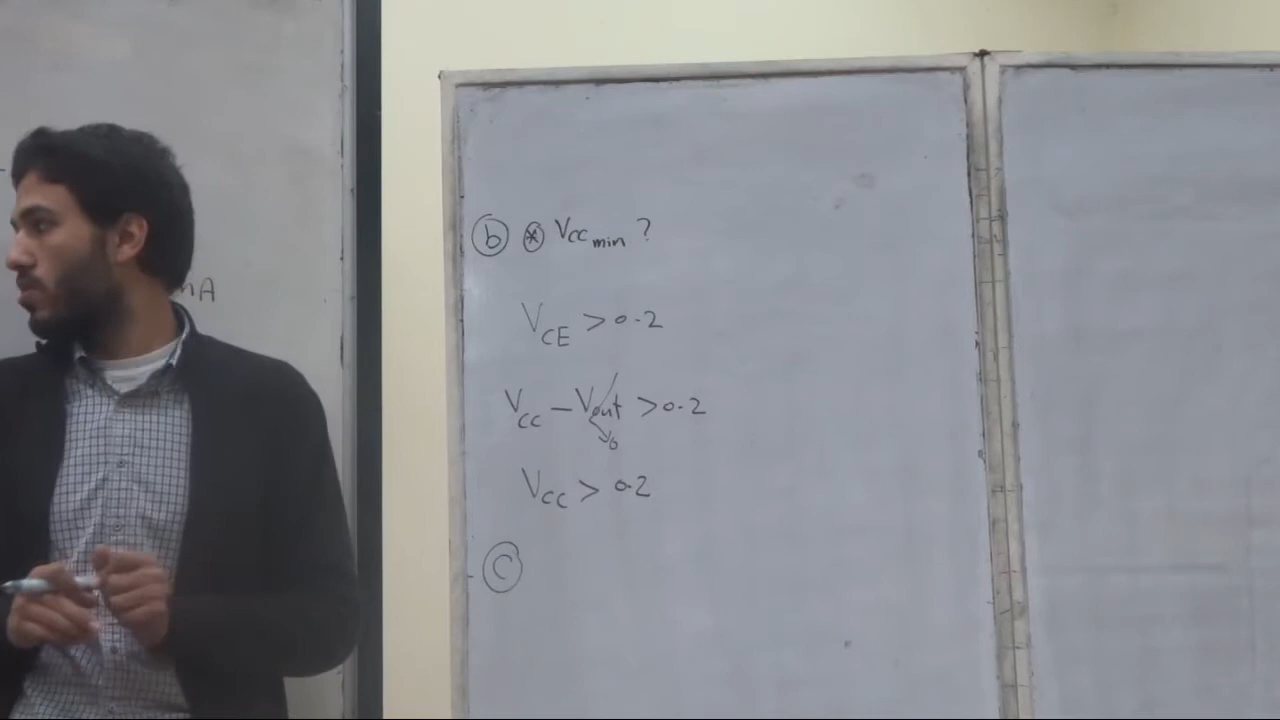 mA
ⓑ ⊛ Vcc min ?
VCE > 0.2
Vcc – Vout > 0.2
0
Vcc > 0.2
ⓒ